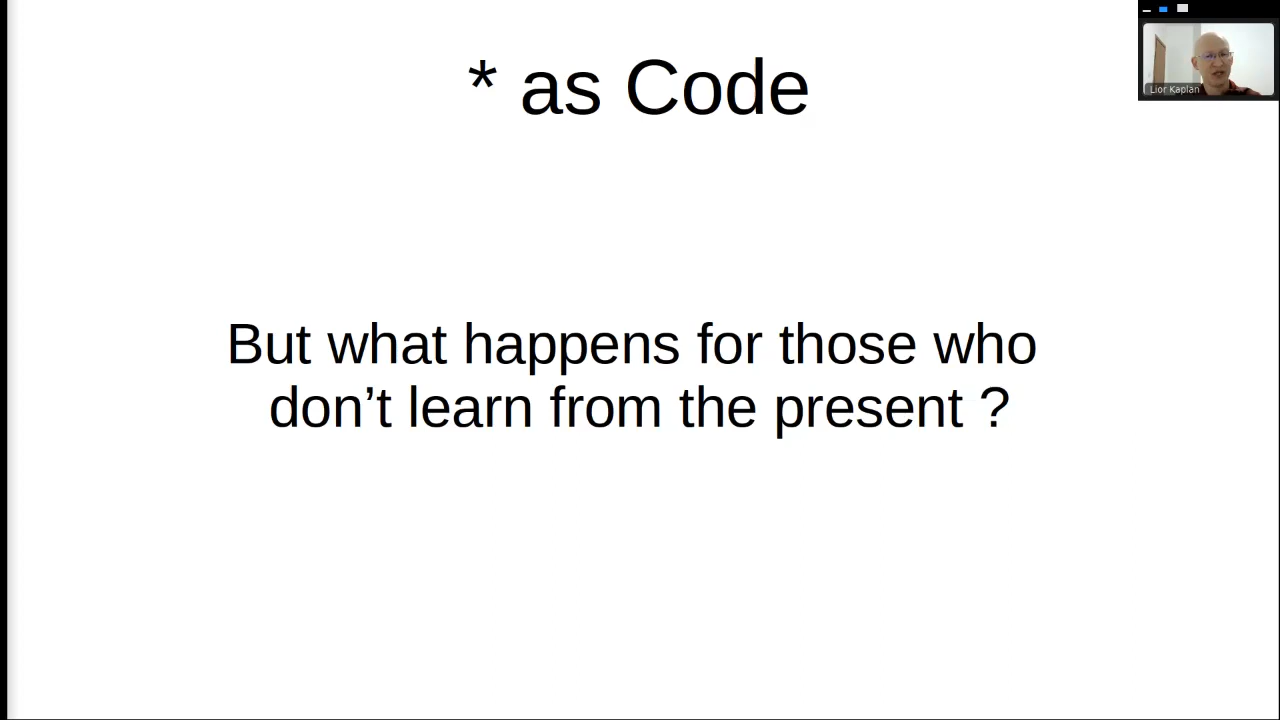 * as Code
Lior Kaplan
But what happens for those who
don’t learn from the present ?